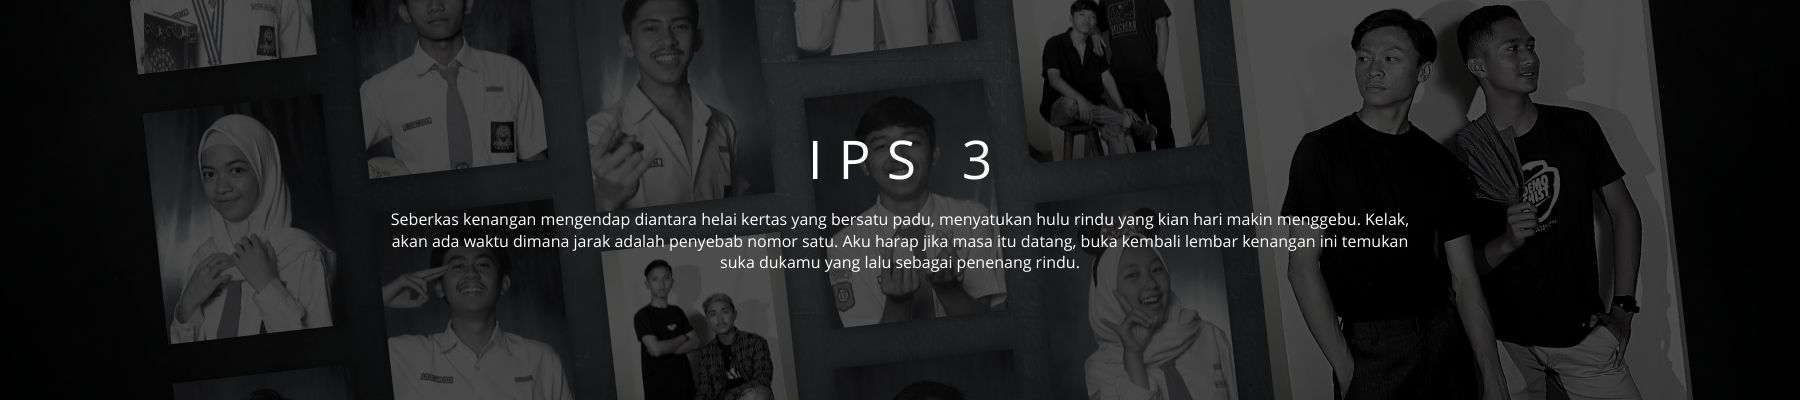 IPS 3
Seberkas kenangan mengendap diantara helai kertas yang bersatu padu, menyatukan hulu rindu yang kian hari makin menggebu. Kelak,
akan ada waktu dimana jarak adalah penyebab nomor satu. Aku harap jika masa itu datang, buka kembali lembar kenangan ini temukan
suka dukamu yang lalu sebagai penenang rindu.